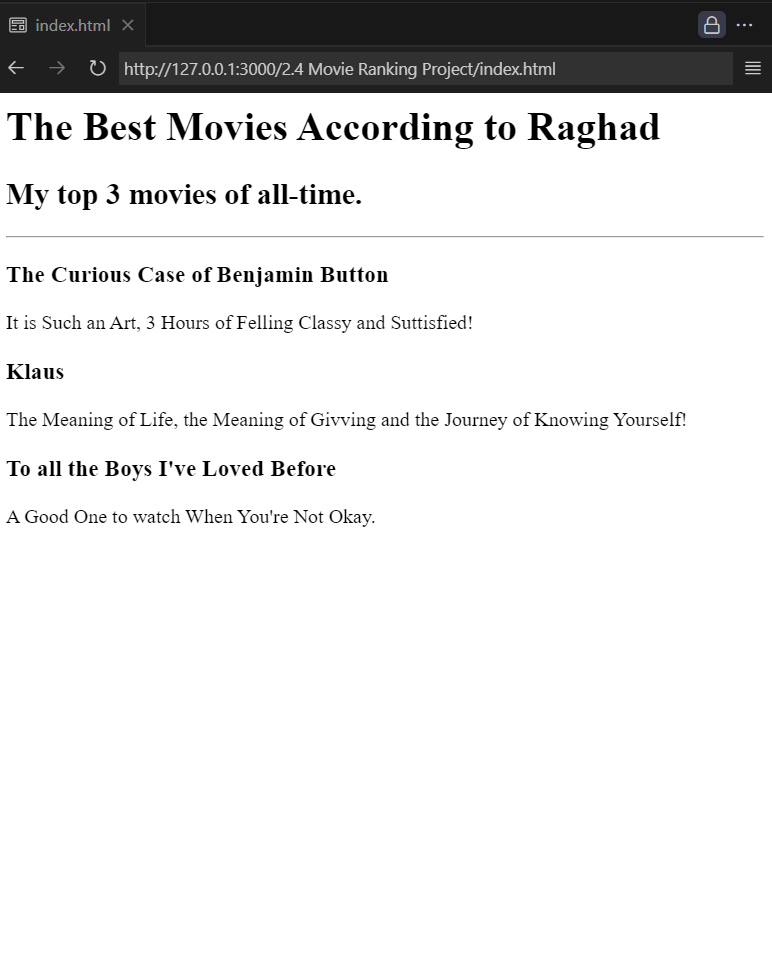 index.html
http://127.0.0.1:3000/2.4 Movie Ranking Project/index.html
The Best Movies According to Raghad
My top 3 movies of all-time.
The Curious Case of Benjamin Button
It is Such an Art, 3 Hours of Felling Classy and Suttisfied!
Klaus
The Meaning of Life, the Meaning of Givving and the Journey of Knowing Yourself!
To all the Boys I've Loved Before
A Good One to watch When You're Not Okay.